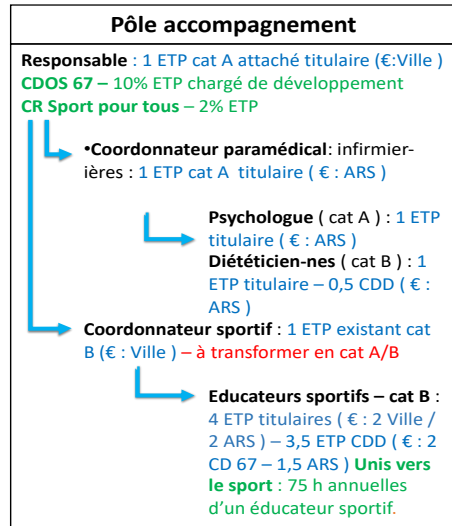 Pôle accompagnement
Responsable : 1 ETP cat A attaché titulaire (€:Ville )
CDOS 67 – 10% ETP chargé de développement
CR Sport pour tous – 2% ETP
•Coordonnateur paramédical: infirmier-
ières : 1 ETP cat A  titulaire ( € : ARS )
Psychologue ( cat A ) : 1 ETP
titulaire ( € : ARS )
Diététicien-nes ( cat B ) : 1
ETP titulaire – 0,5 CDD ( € :
ARS )
Coordonnateur sportif : 1 ETP existant cat
B (€ : Ville ) – à transformer en cat A/B
Educateurs sportifs – cat B :
4 ETP titulaires ( € : 2 Ville /
2 ARS ) – 3,5 ETP CDD ( € : 2
CD 67 – 1,5 ARS ) Unis vers
le sport : 75 h annuelles
d'un éducateur sportif.